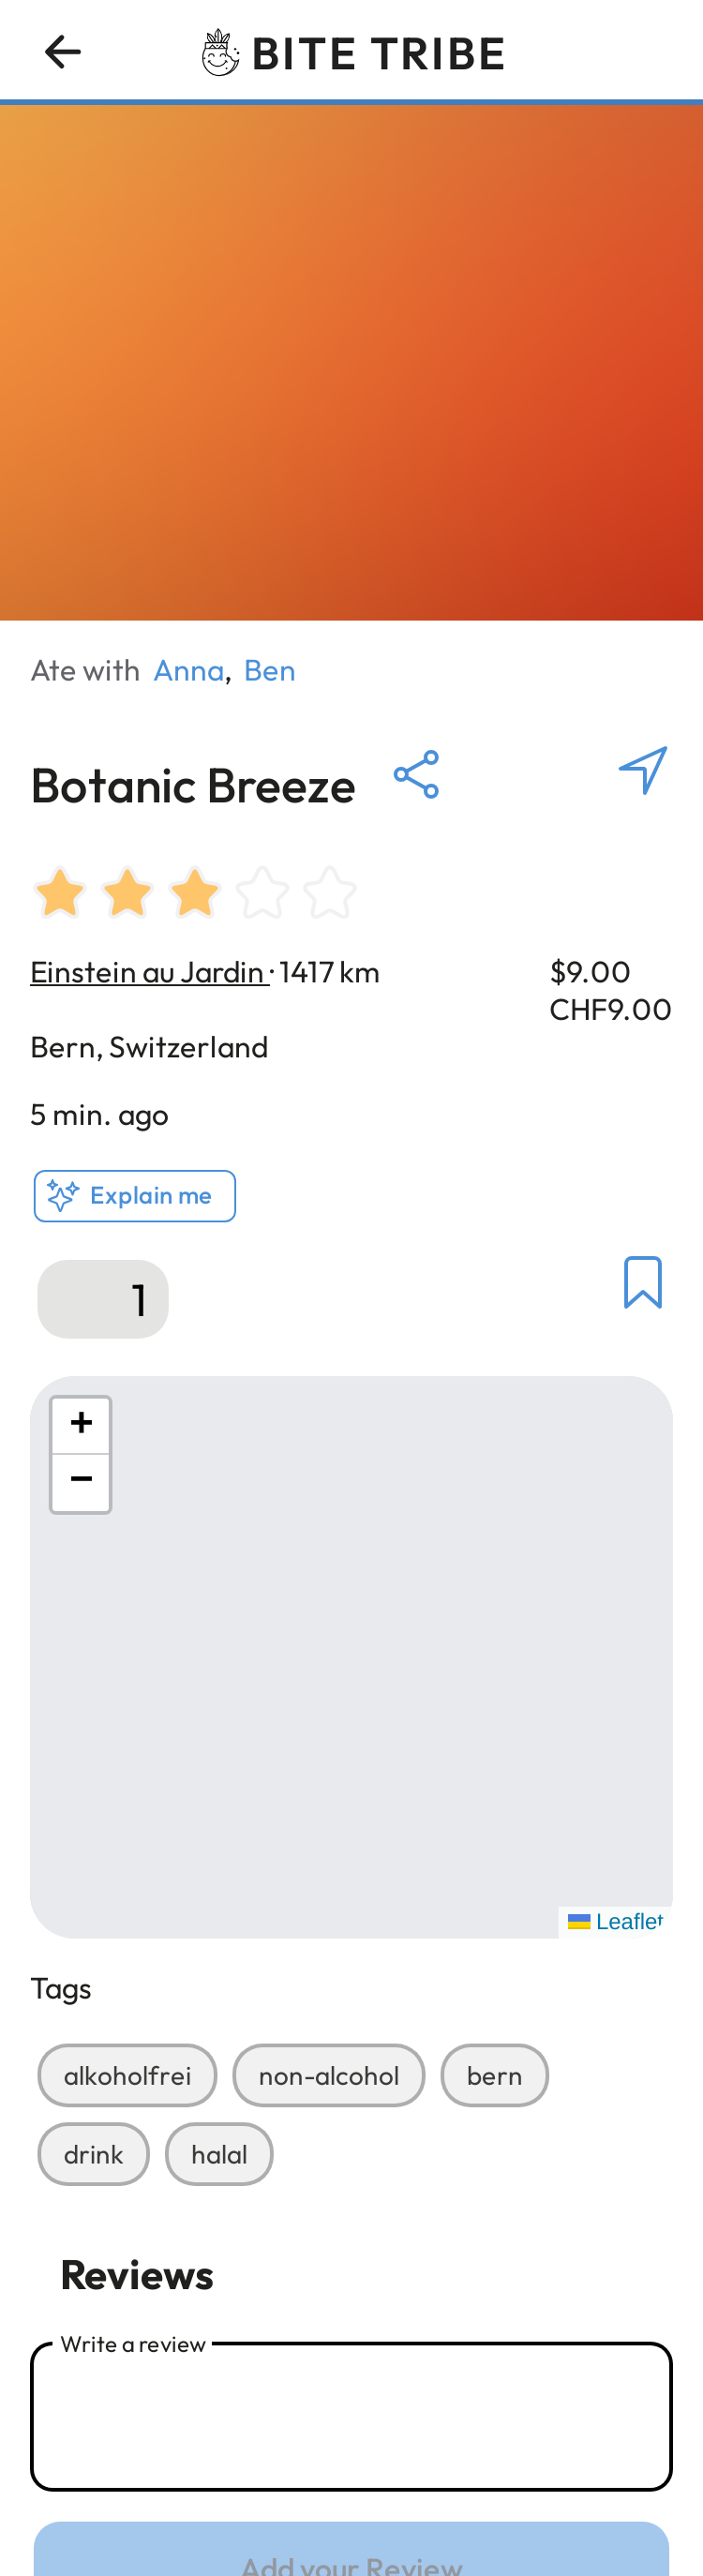 BITE TRIBE
Ate with Anna, Ben
Botanic Breeze
Einstein au Jardin · 1417 km
$9.00
CHF9.00
Bern, Switzerland
5 min. ago
Explain me
1
+
−
Leaflet
Tags
alkoholfrei non-alcohol bern
drink halal
Reviews
Write a review
Add your Review